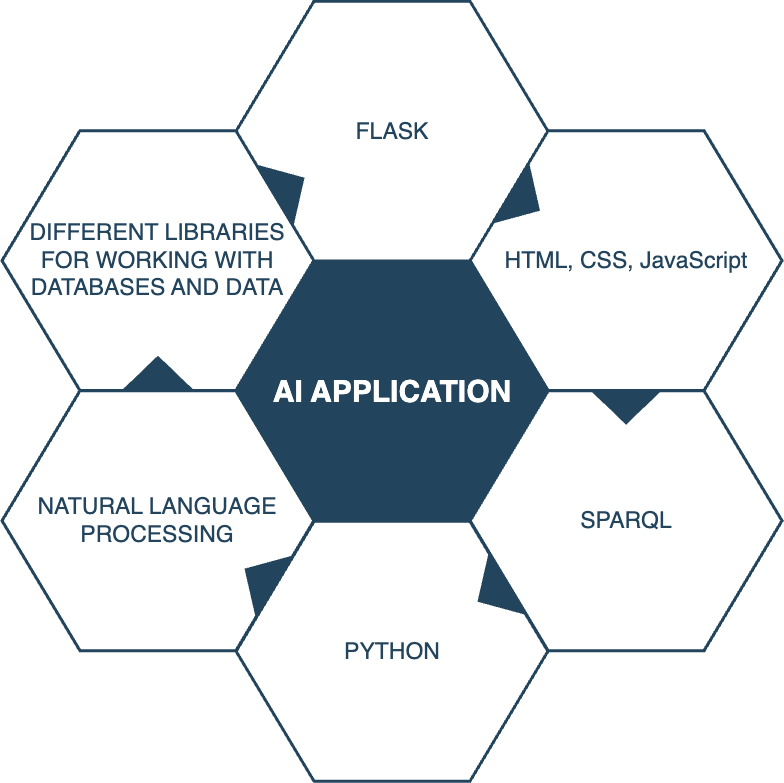 FLASK
DIFFERENT LIBRARIES
FOR WORKING WITH
DATABASES AND DATA
HTML, CSS, JavaScript
AI APPLICATION
NATURAL LANGUAGE
PROCESSING
SPARQL
PYTHON